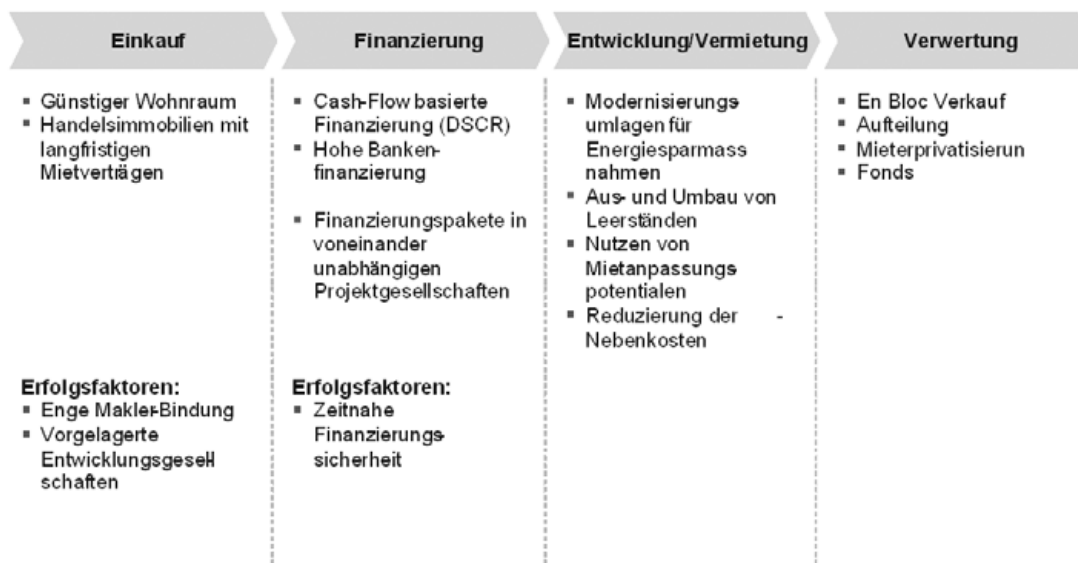 Einkauf
Finanzierung
Entwicklung/Vermietung
Verwertung
▪ Günstiger Wohnraum
▪ Handelsimmobilien mit
langfristigen
Mietverträgen
Erfolgsfaktoren:
▪ Enge Makler-Bindung
▪ Vorgelagerte
Entwicklungsgesell
schaften
▪ Cash-Flow basierte
Finanzierung (DSCR)
▪ Hohe Banken-
finanzierung
▪ Finanzierungspakete in
voneinander
unabhängigen
Projektgesellschaften
Erfolgsfaktoren:
▪ Zeitnahe
Finanzierungs
sicherheit
▪ Modernisierungs
umlagen für
Energiesparmass
nahmen
▪ Aus- und Umbau von
Leerständen
▪ Nutzen von
Mietanpassungs
potentialen
▪ Reduzierung der -
Nebenkosten
▪ En Bloc Verkauf
▪ Aufteilung
▪ Mieterprivatisierun
▪ Fonds